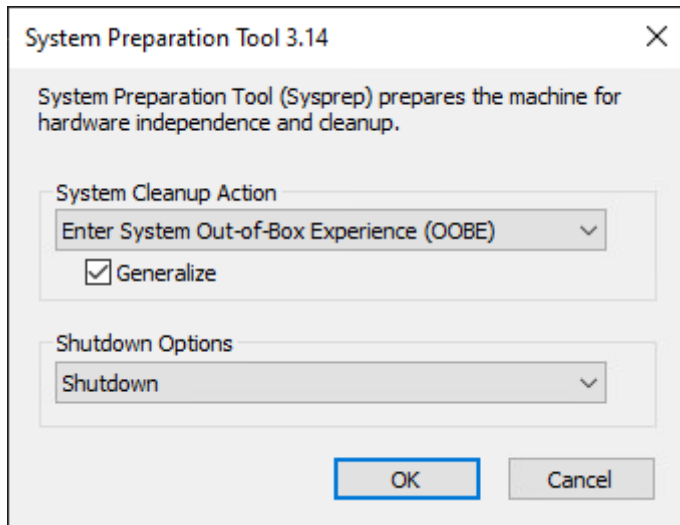 System Preparation Tool 3.14
System Preparation Tool (Sysprep) prepares the machine for
hardware independence and cleanup.
System Cleanup Action
Enter System Out-of-Box Experience (OOBE)
Generalize
Shutdown Options
Shutdown
OK
Cancel